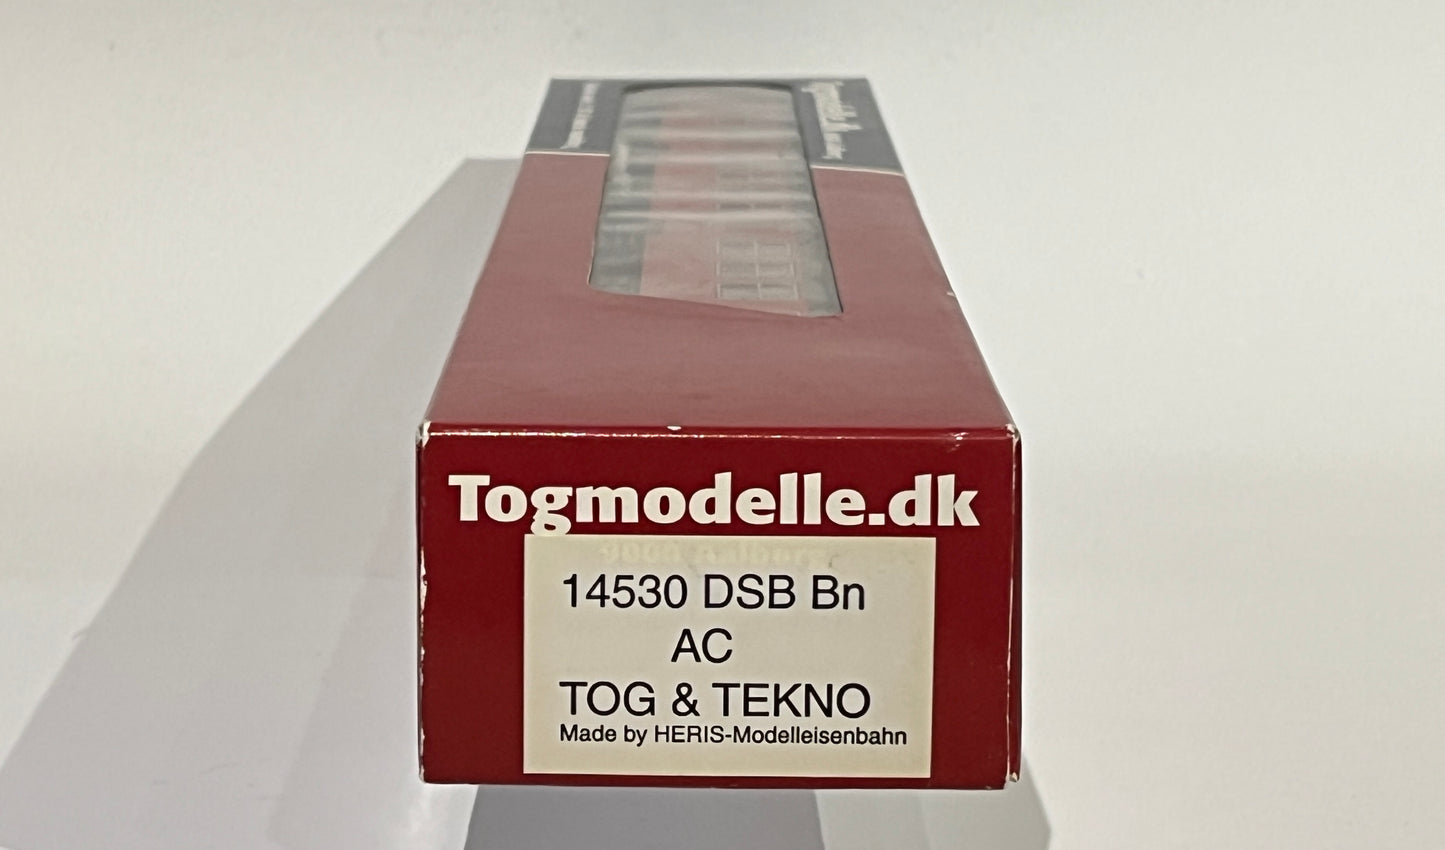 Togmodelle.dk
14530 DSB Bn
AC
TOG & TEKNO
Made by HERIS-Modelleisenbahn